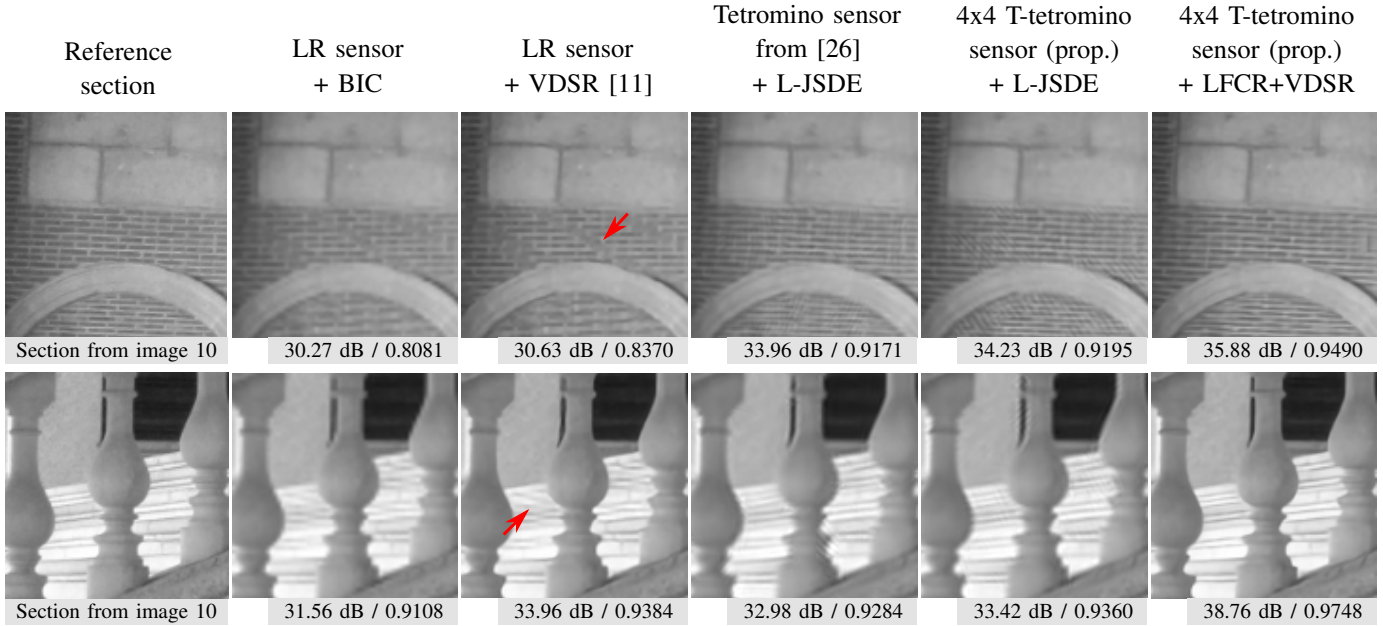 Reference
section
LR sensor
+ BIC
LR sensor
+ VDSR [11]
Tetromino sensor
from [26]
+ L-JSDE
4x4 T-tetromino
sensor (prop.)
+ L-JSDE
4x4 T-tetromino
sensor (prop.)
+ LFCR+VDSR
Section from image 10
30.27 dB / 0.8081
30.63 dB / 0.8370
33.96 dB / 0.9171
34.23 dB / 0.9195
35.88 dB / 0.9490
Section from image 10
31.56 dB / 0.9108
33.96 dB / 0.9384
32.98 dB / 0.9284
33.42 dB / 0.9360
38.76 dB / 0.9748